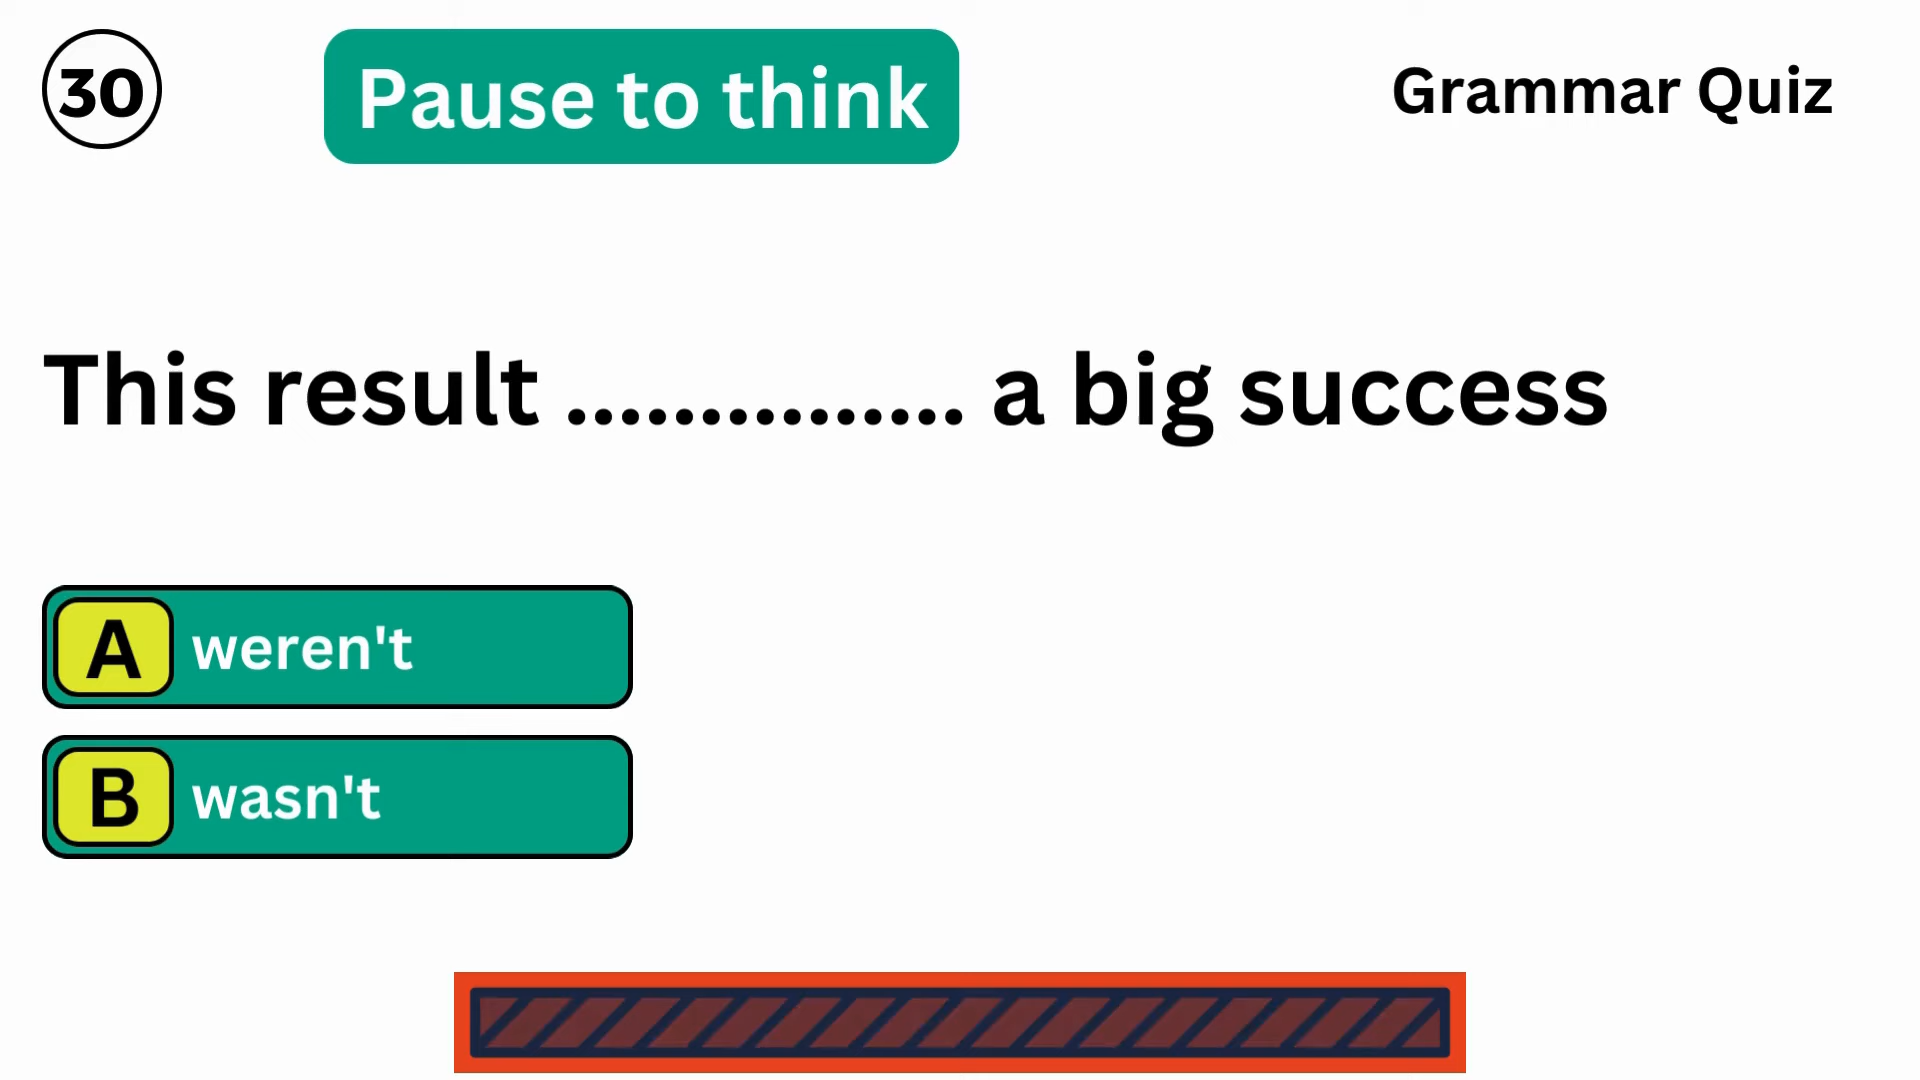 30
Pause to think
Grammar Quiz
This result ............... a big success
A weren't
B wasn't